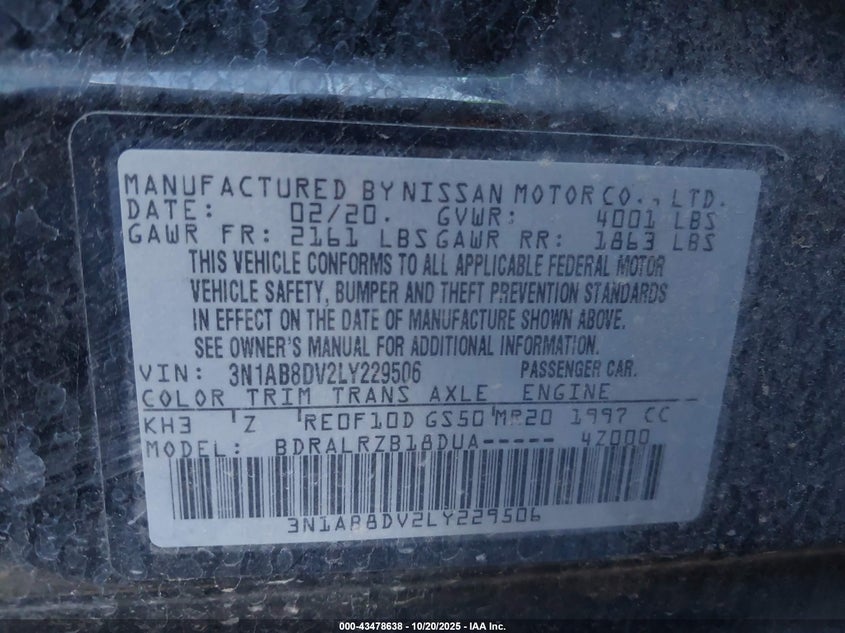 MANUFACTURED BY NISSAN MOTOR CO., LTD.
DATE: 02/20. GVWR: 4001 LBS
GAWR FR: 2161 LBS GAWR RR: 1863 LBS
THIS VEHICLE CONFORMS TO ALL APPLICABLE FEDERAL MOTOR
VEHICLE SAFETY, BUMPER AND THEFT PREVENTION STANDARDS
IN EFFECT ON THE DATE OF MANUFACTURE SHOWN ABOVE.
SEE OWNER'S MANUAL FOR ADDITIONAL INFORMATION.
VIN: 3N1AB8DV2LY229506 PASSENGER CAR.
COLOR TRIM TRANS AXLE ENGINE
KH3 'Z 'RE0F10D GS50 'MR20 1997 CC
MODEL: BDRALRZB18DUA----- 4Z000
3N1AB8DV2LY229506
000-43478638 - 10/20/2025 - IAA Inc.